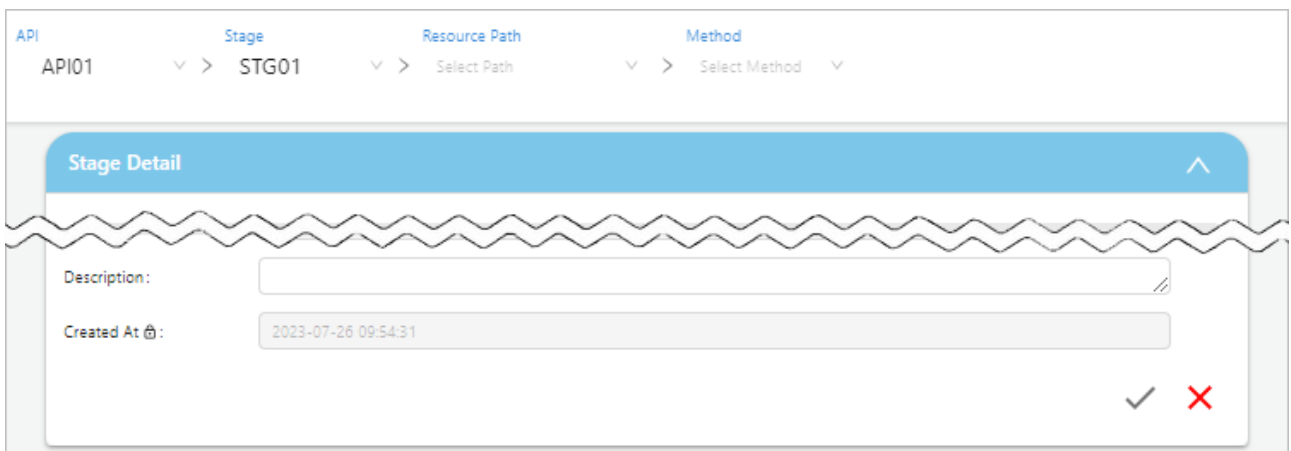 API Stage Resource Path Method
API01 > STG01 > Select Path > Select Method
Stage Detail
Description:
Created At :
2023-07-26 09:54:31